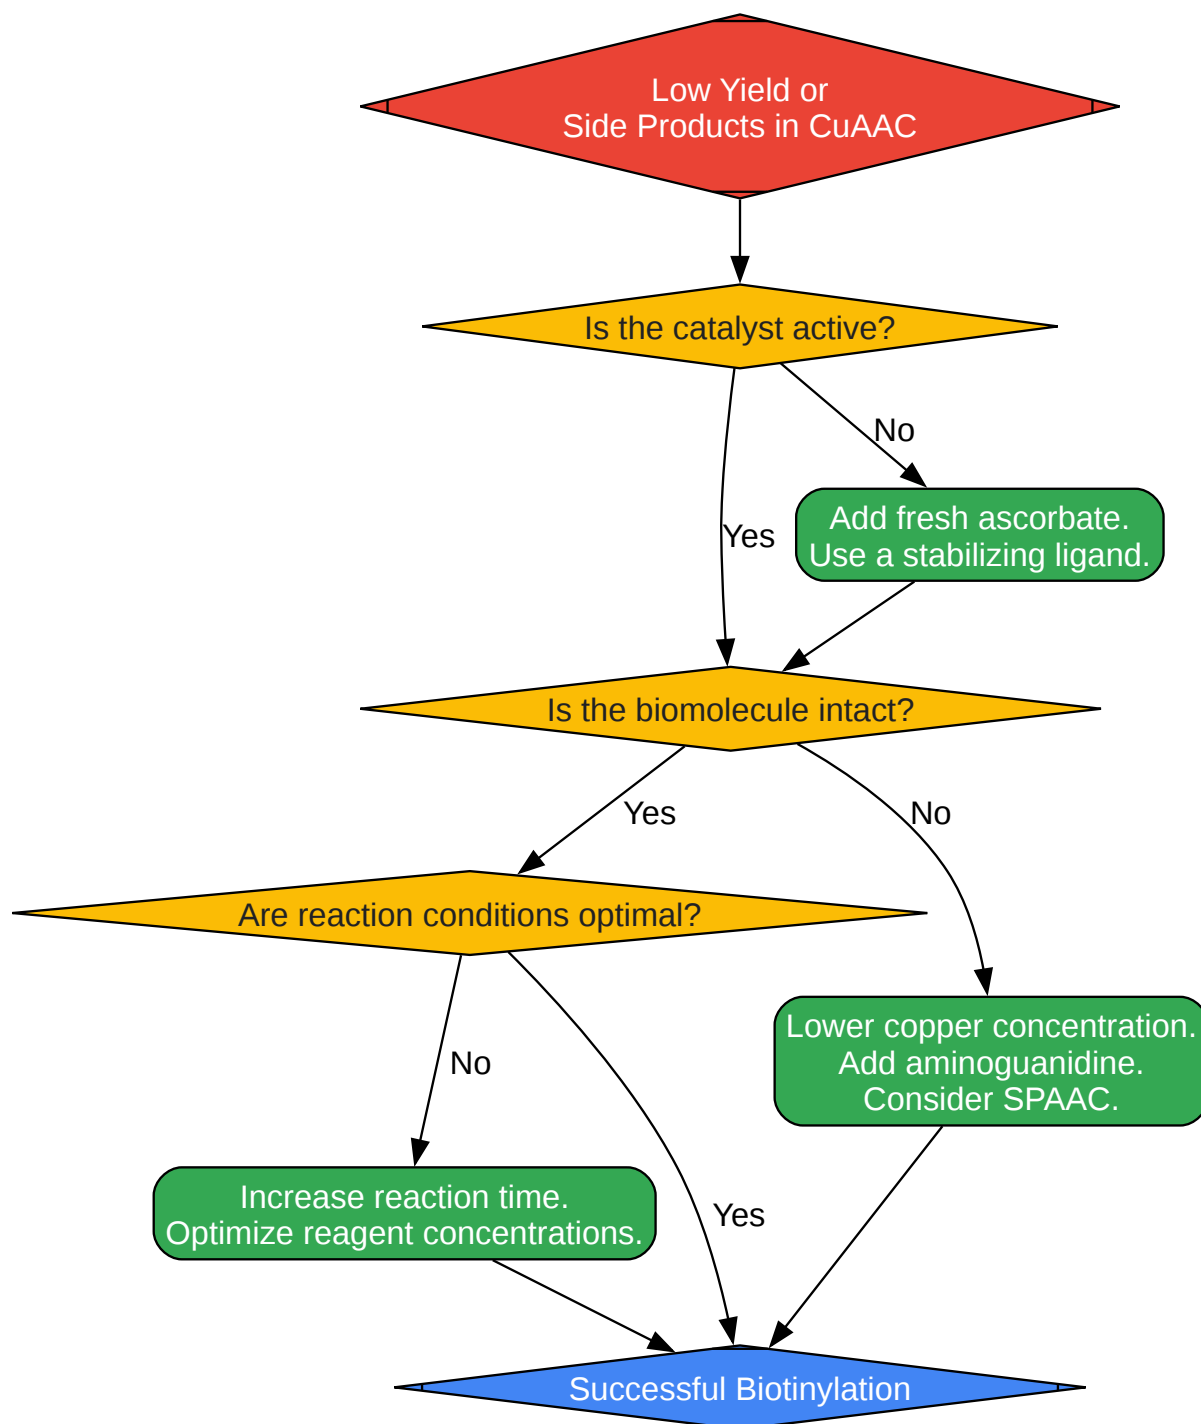 Low Yield or
Side Products in CuAAC
Is the catalyst active?
No
Add fresh ascorbate.
Use a stabilizing ligand.
Yes
Is the biomolecule intact?
Yes
No
Are reaction conditions optimal?
Lower copper concentration.
Add aminoguanidine.
Consider SPAAC.
No
Increase reaction time.
Optimize reagent concentrations.
Yes
Successful Biotinylation